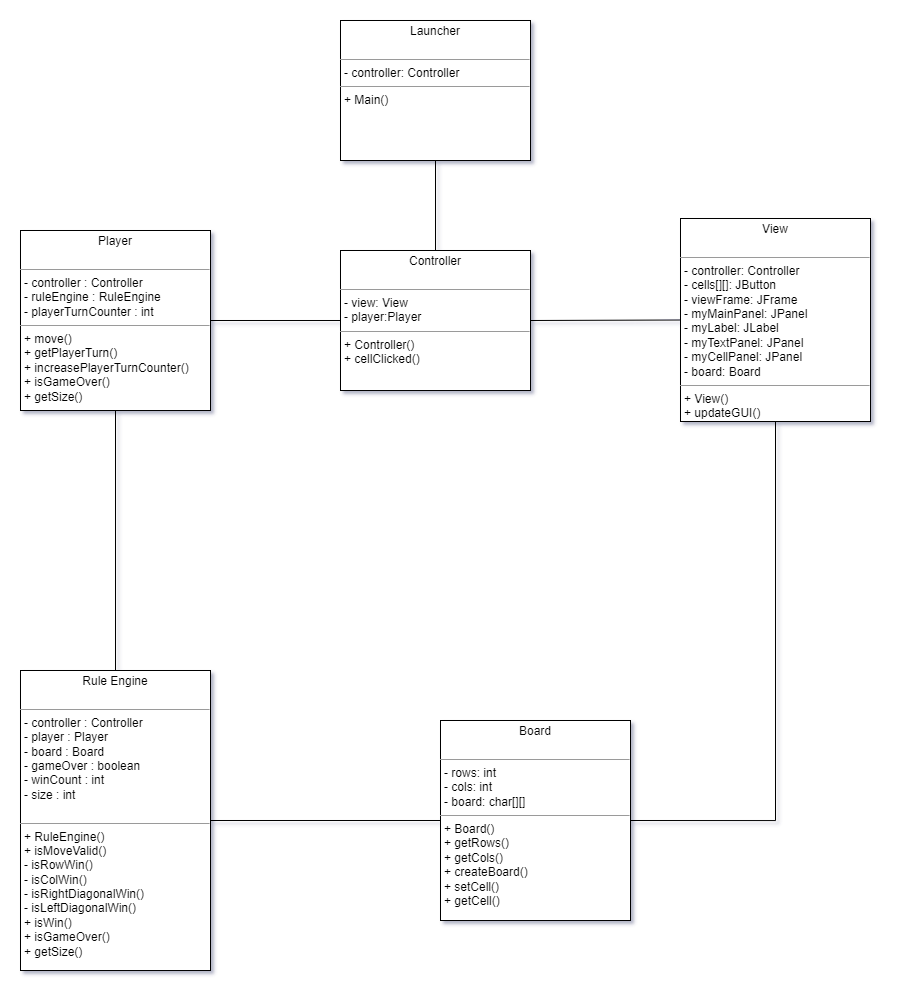 Launcher
- controller: Controller
+ Main()
Player
- controller : Controller
- ruleEngine : RuleEngine
- playerTurnCounter : int
+ move()
+ getPlayerTurn()
+ increasePlayerTurnCounter()
+ isGameOver()
+ getSize()
Controller
- view: View
- player:Player
+ Controller()
+ cellClicked()
View
- controller: Controller
- cells[][]: JButton
- viewFrame: JFrame
- myMainPanel: JPanel
- myLabel: JLabel
- myTextPanel: JPanel
- myCellPanel: JPanel
- board: Board
+ View()
+ updateGUI()
Rule Engine
- controller : Controller
- player : Player
- board : Board
- gameOver : boolean
- winCount : int
- size : int
+ RuleEngine()
+ isMoveValid()
- isRowWin()
- isColWin()
- isRightDiagonalWin()
- isLeftDiagonalWin()
+ isWin()
+ isGameOver()
+ getSize()
Board
- rows: int
- cols: int
- board: char[][]
+ Board()
+ getRows()
+ getCols()
+ createBoard()
+ setCell()
+ getCell()